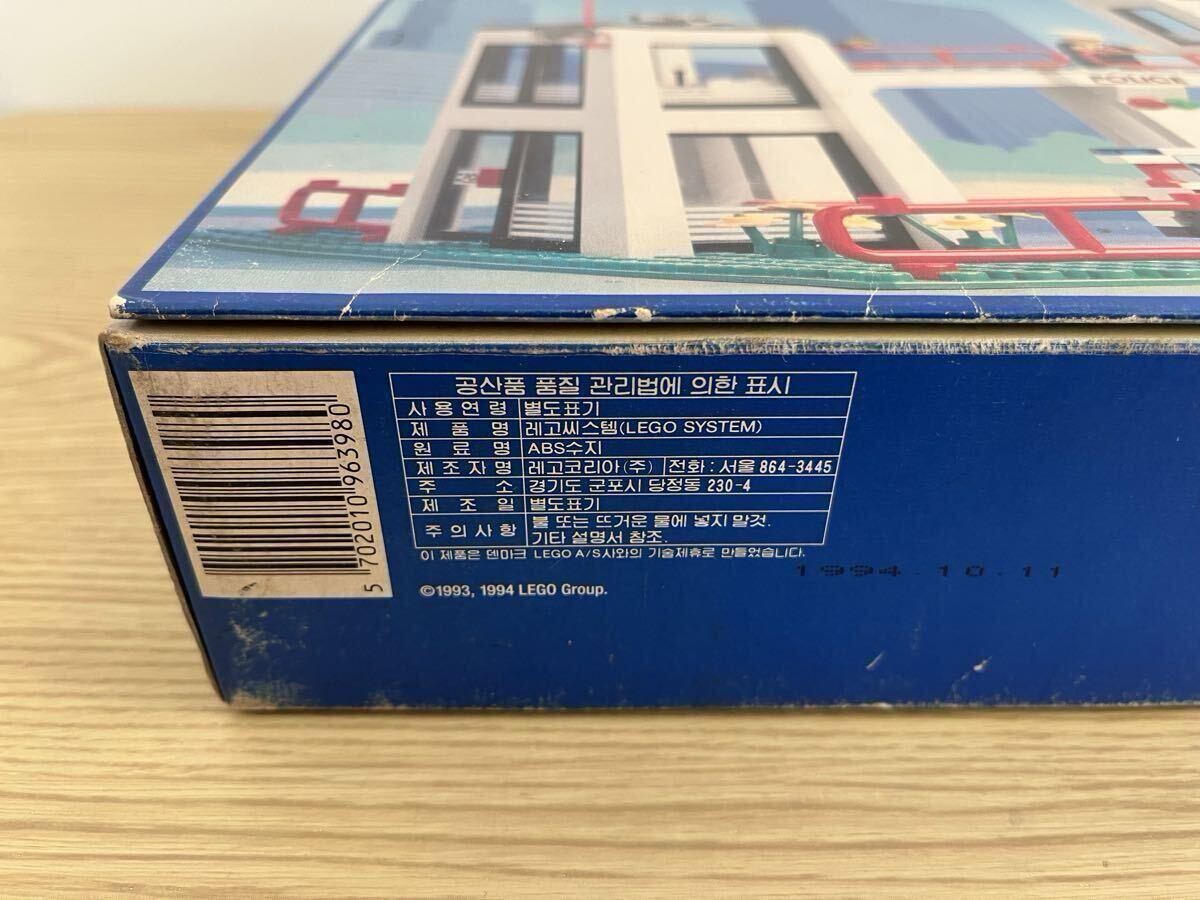 POLICE
공산품 품질 관리법에 의한 표시
사용연령 별도표기
제품명 레고씨스템(LEGO SYSTEM)
원료명 ABS수지
제조자명 레고코리아(주) 전화:서울 864-3445
주소 경기도 군포시 당정동 230-4
제조일 별도표기
주의사항 불 또는 뜨거운 물에 넣지 말것.
기타 설명서 참조.
이 제품은 덴마크 LEGO A/S사와의 기술제휴로 만들었습니다.
©1993, 1994 LEGO Group.
1994.10.11
5 702010 963980